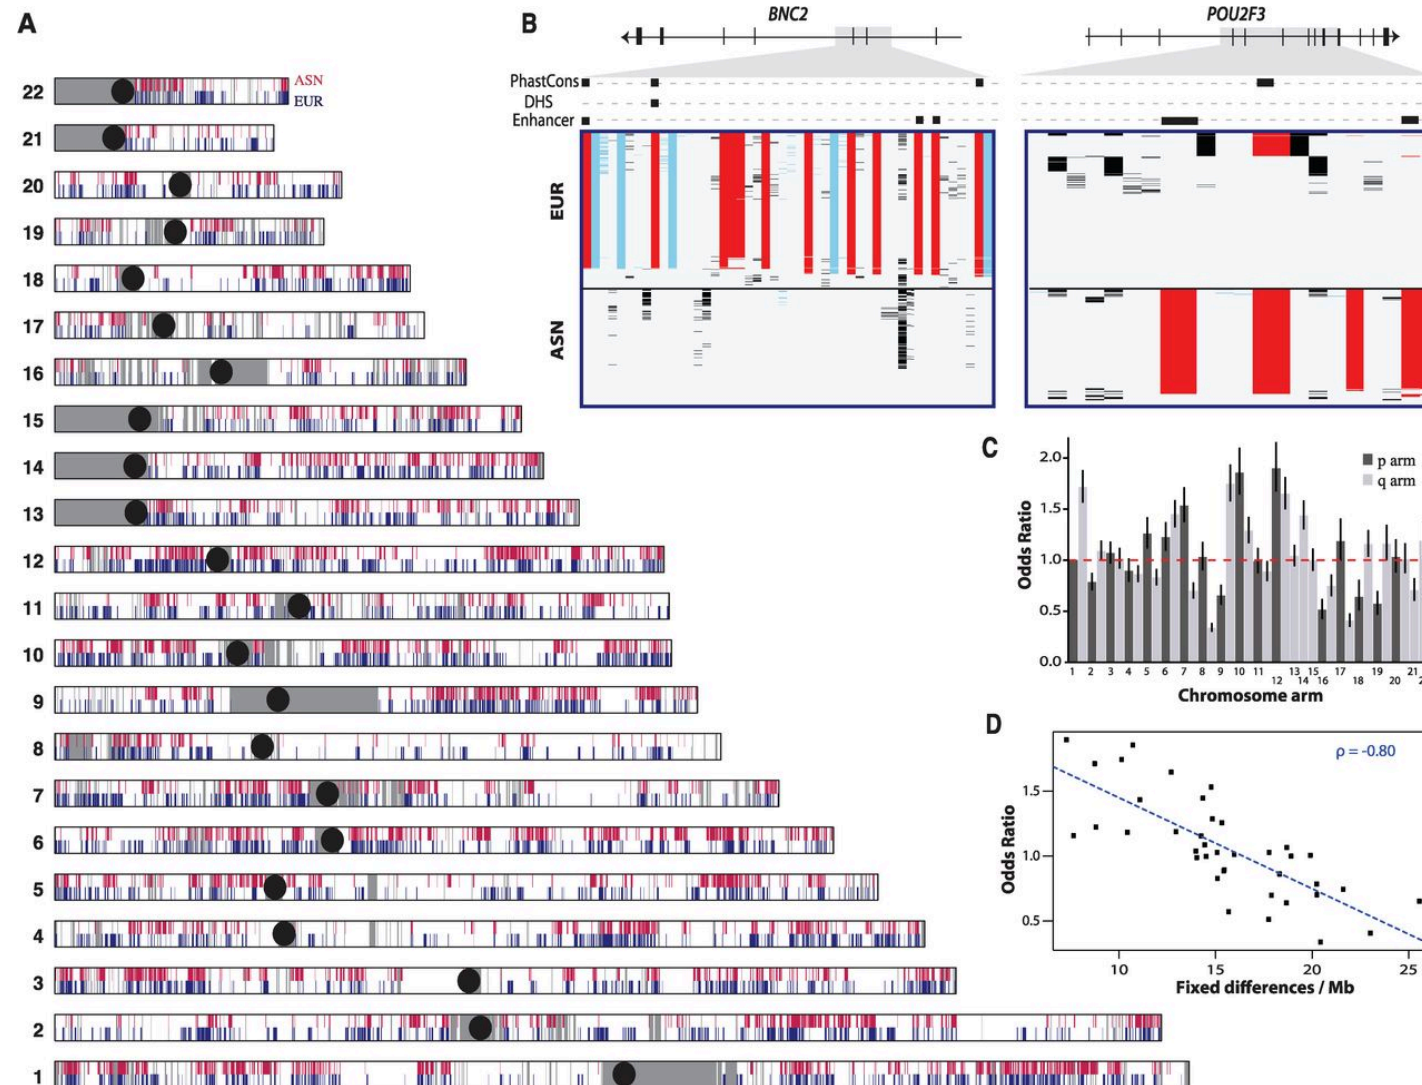 A
22
ASN
EUR
21
20
19
18
17
16
15
14
13
12
11
10
9
8
7
6
5
4
3
2
1
B
BNC2
POU2F3
PhastCons
DHS
Enhancer
EUR
ASN
C
2.0
1.5
1.0
0.5
0.0
Odds Ratio
p arm
q arm
1 2 3 4 5 6 7 8 9 10 11 12 13 14 15 16 17 18 19 20 21
Chromosome arm
D
ρ = -0.80
1.5
1.0
0.5
Odds Ratio
10 15 20 25
Fixed differences / Mb